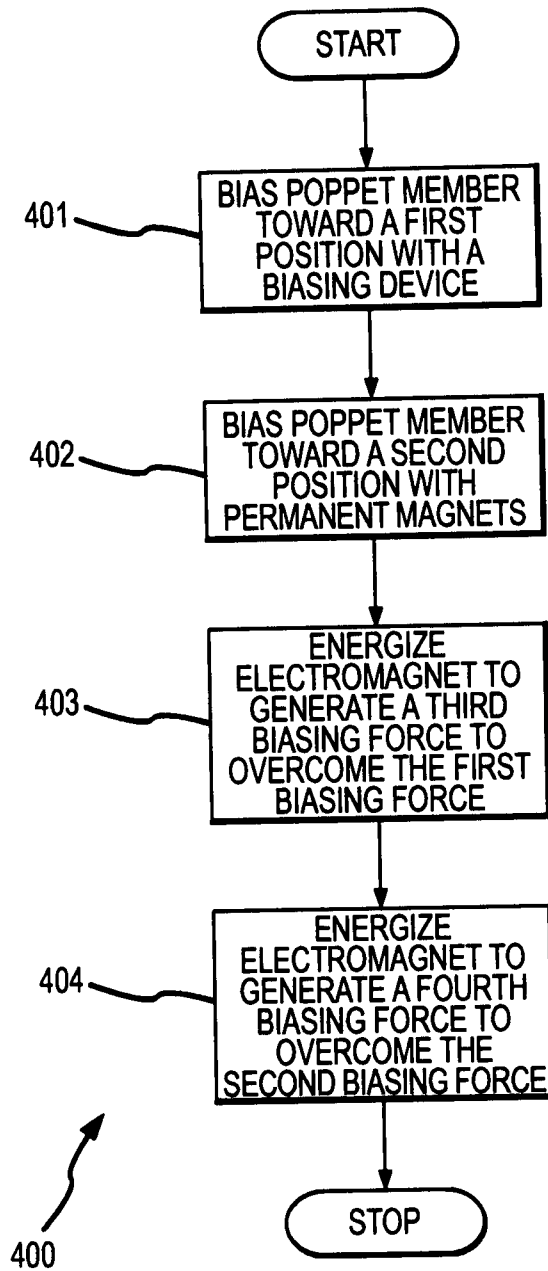 START
401
BIAS POPPET MEMBER
TOWARD A FIRST
POSITION WITH A
BIASING DEVICE
402
BIAS POPPET MEMBER
TOWARD A SECOND
POSITION WITH
PERMANENT MAGNETS
403
ENERGIZE
ELECTROMAGNET TO
GENERATE A THIRD
BIASING FORCE TO
OVERCOME THE FIRST
BIASING FORCE
404
ENERGIZE
ELECTROMAGNET TO
GENERATE A FOURTH
BIASING FORCE TO
OVERCOME THE
SECOND BIASING FORCE
STOP
400